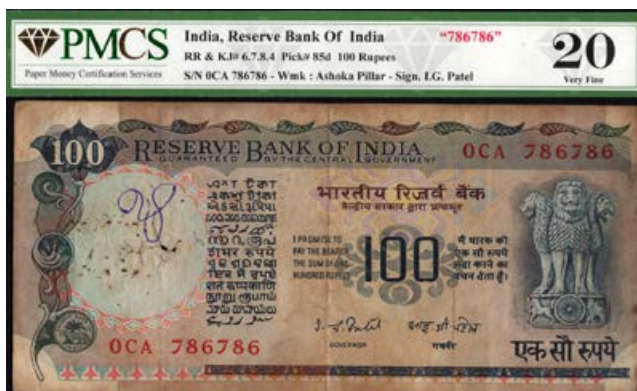 PMCS
Paper Money Certification Services
India, Reserve Bank Of India "786786"
RR & KJ# 6.7.8.4 Pick# 85d 100 Rupees
S/N 0CA 786786 - Wmk : Ashoka Pillar - Sign. I.G. Patel
20
Very Fine
100 RESERVE BANK OF INDIA 0CA 786786
GUARANTEED BY THE CENTRAL GOVERNMENT
भारतीय रिज़र्व बैंक
केन्द्रीय सरकार द्वारा प्रत्याभूत
I PROMISE TO
PAY THE BEARER
THE SUM OF ONE
HUNDRED RUPEES
100
मैं धारक को
एक सौ रुपये
अदा करने का
वचन देता हूँ।
GOVERNOR
गवर्नर
0CA 786786
एक सौ रुपये